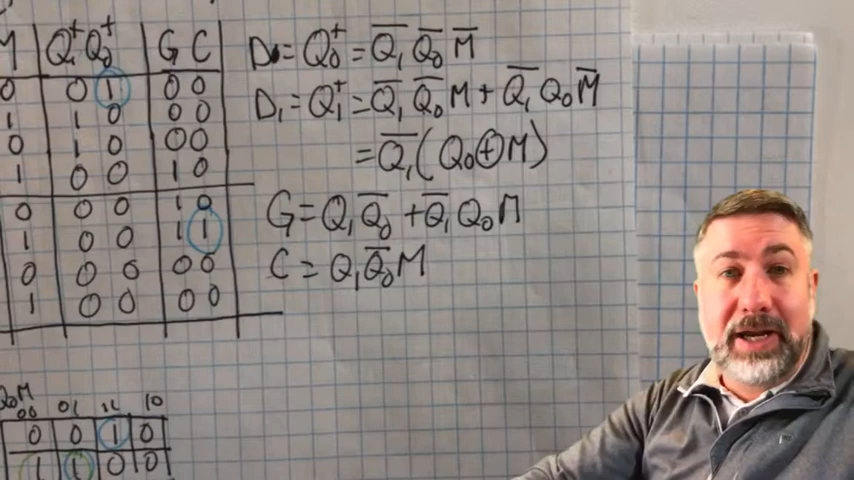 M Q₁⁺ Q₀⁺ G C
0 0 1 0 0
1 1 0 0 0
0 1 0 0 0
1 0 0 1 0
0 0 0 1 0
1 0 0 1 1
0 0 0 0 0
1 0 0 0 0
D₀ = Q₀⁺ = Q̅₁ Q̅₀ M̅
D₁ = Q₁⁺ = Q̅₁ Q̅₀ M + Q̅₁ Q₀ M̅
= Q̅₁ (Q₀ ⊕ M)
G = Q₁ Q̅₀ + Q̅₁ Q₀ M
C = Q₁ Q̅₀ M
Q₀M
00 01 11 10
0 0 1 0
1 1 0 0